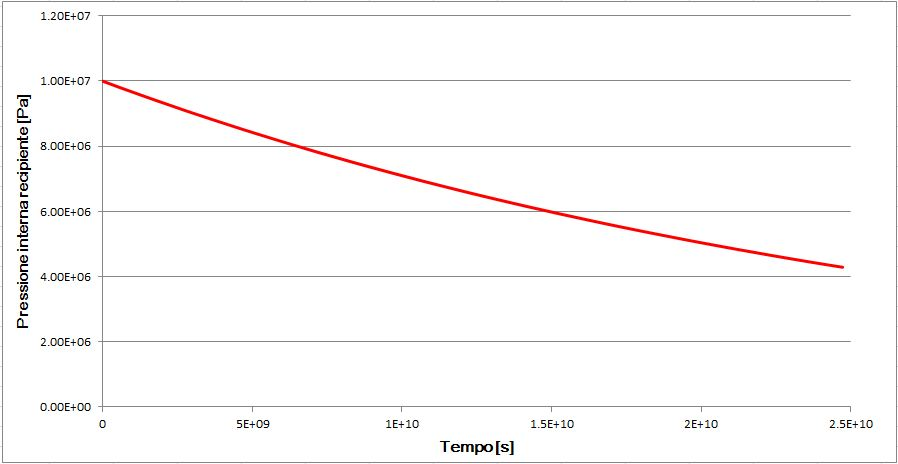 1.20E+07
1.00E+07
8.00E+06
6.00E+06
4.00E+06
2.00E+06
0.00E+00
Pressione interna recipiente [Pa]
0 5E+09 1E+10 1.5E+10 2E+10 2.5E+10
Tempo [s]